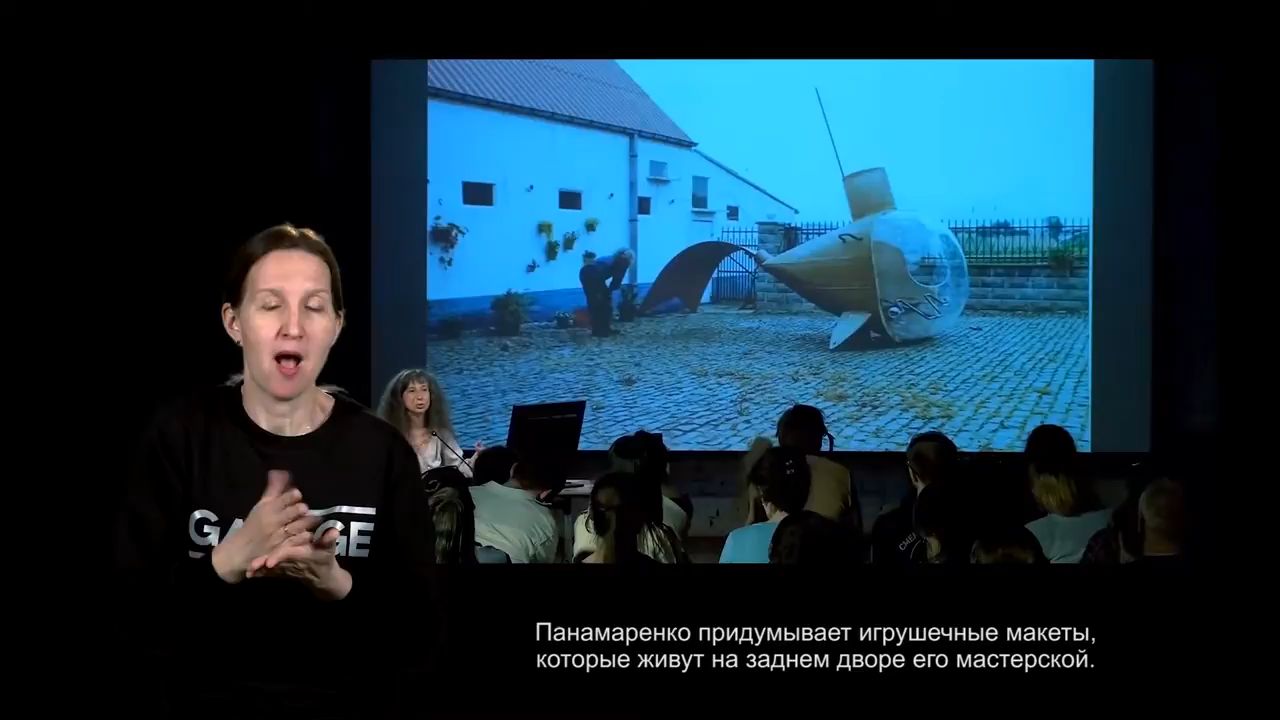 GARAGE
Панамаренко придумывает игрушечные макеты,
которые живут на заднем дворе его мастерской.